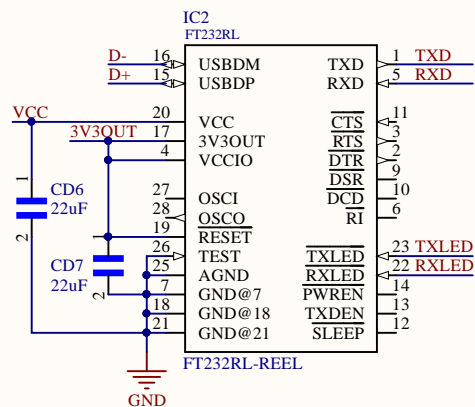 IC2
FT232RL
D- 16 USBDM TXD 1 TXD
D+ 15 USBDP RXD 5 RXD
VCC 20 VCC CTS 11
3V3OUT 17 3V3OUT RTS 3
4 VCCIO DTR 2
DSR 9
27 OSCI DCD 10
28 OSCO RI 6
19 RESET
26 TEST TXLED 23 TXLED
25 AGND RXLED 22 RXLED
7 GND@7 PWREN 14
18 GND@18 TXDEN 13
21 GND@21 SLEEP 12
1
CD6
22uF
2
1
CD7
22uF
2
FT232RL-REEL
GND